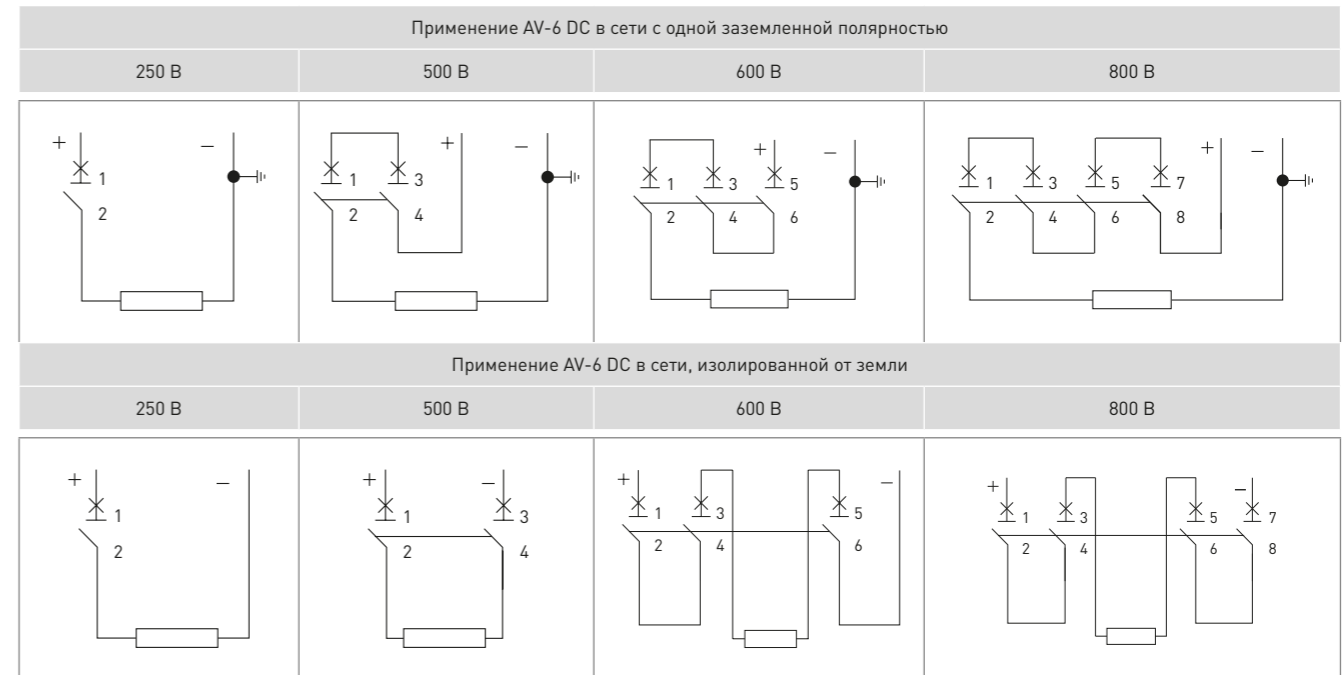 Применение AV-6 DC в сети с одной заземленной полярностью
250 В 500 В 600 В 800 В
+ − + − + − + −
1 1 3 1 3 5 1 3 5 7
2 2 4 2 4 6 2 4 6 8
Применение AV-6 DC в сети, изолированной от земли
250 В 500 В 600 В 800 В
+ − + − + − + −
1 1 3 1 3 5 1 3 5 7
2 2 4 2 4 6 2 4 6 8